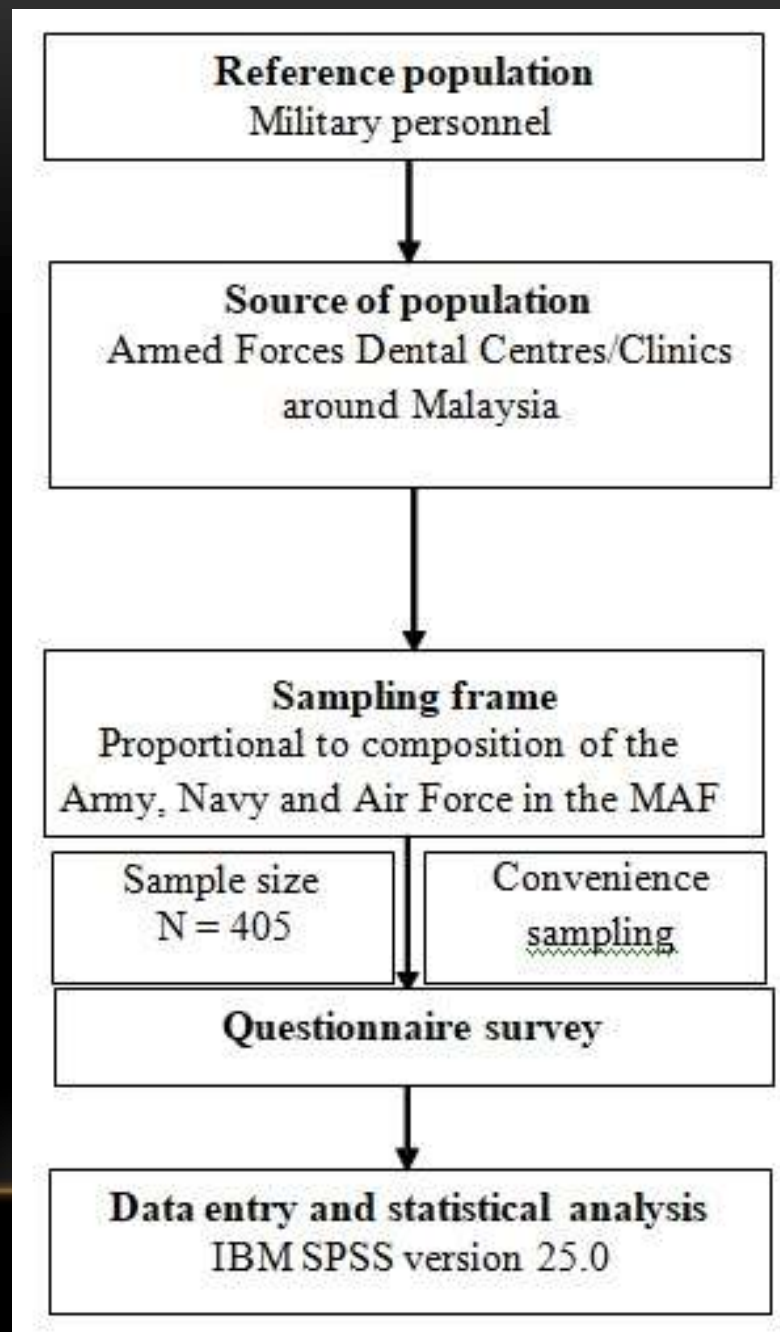 Reference population
Military personnel
Source of population
Armed Forces Dental Centres/Clinics
around Malaysia
Sampling frame
Proportional to composition of the
Army, Navy and Air Force in the MAF
Sample size
N = 405
Convenience
sampling
Questionnaire survey
Data entry and statistical analysis
IBM SPSS version 25.0